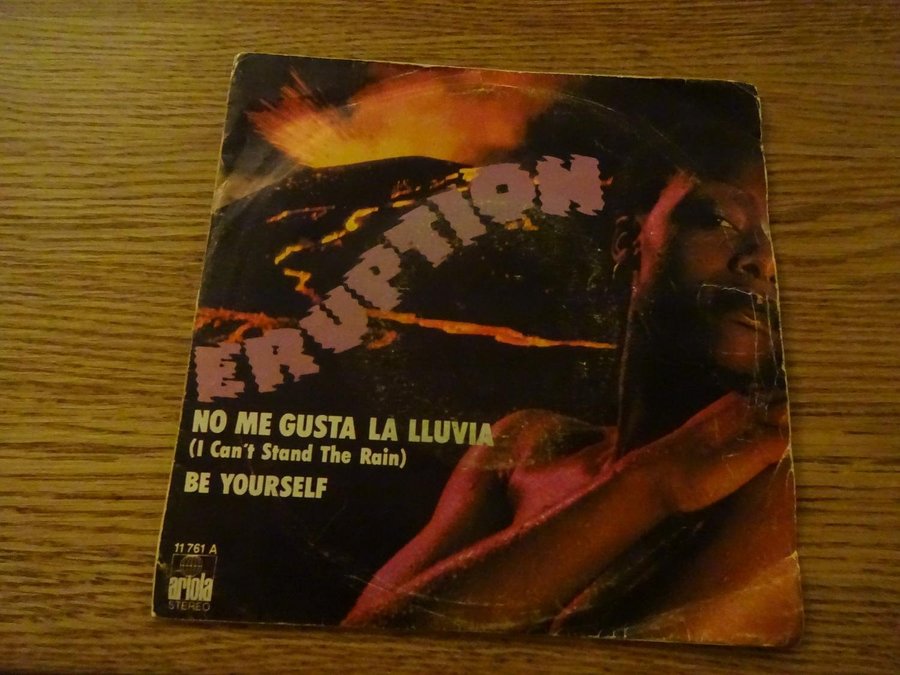 ERUPTION
NO ME GUSTA LA LLUVIA
(I Can't Stand The Rain)
BE YOURSELF
11 761 A
ariola
STEREO